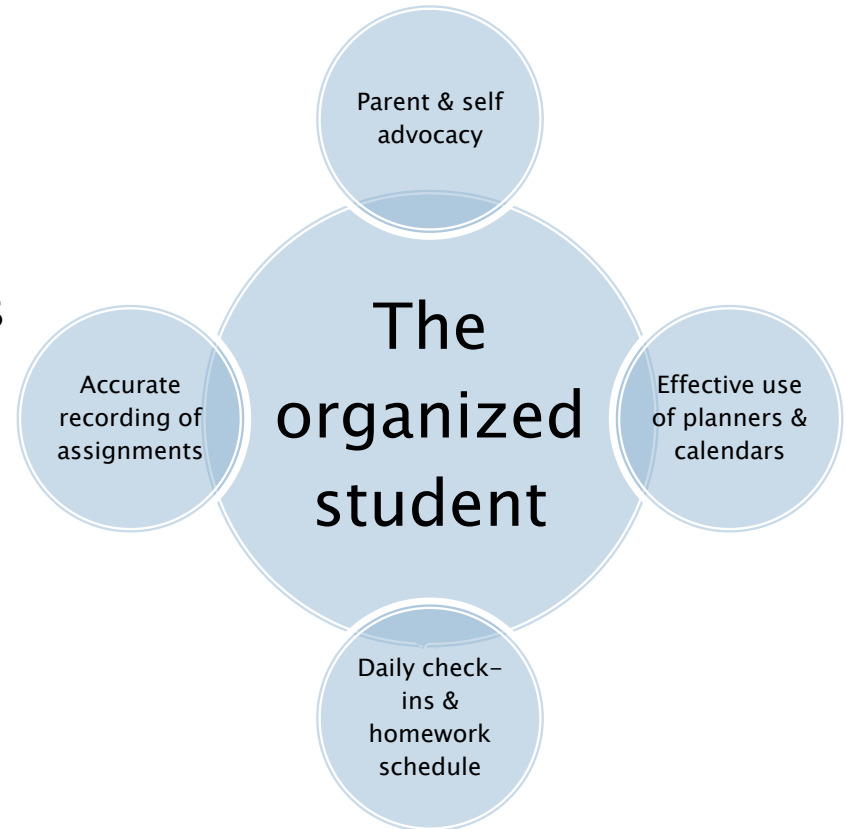 Parent & self
advocacy
s
Accurate
recording of
assignments
The
organized
student
Effective use
of planners &
calendars
Daily check-
ins &
homework
schedule